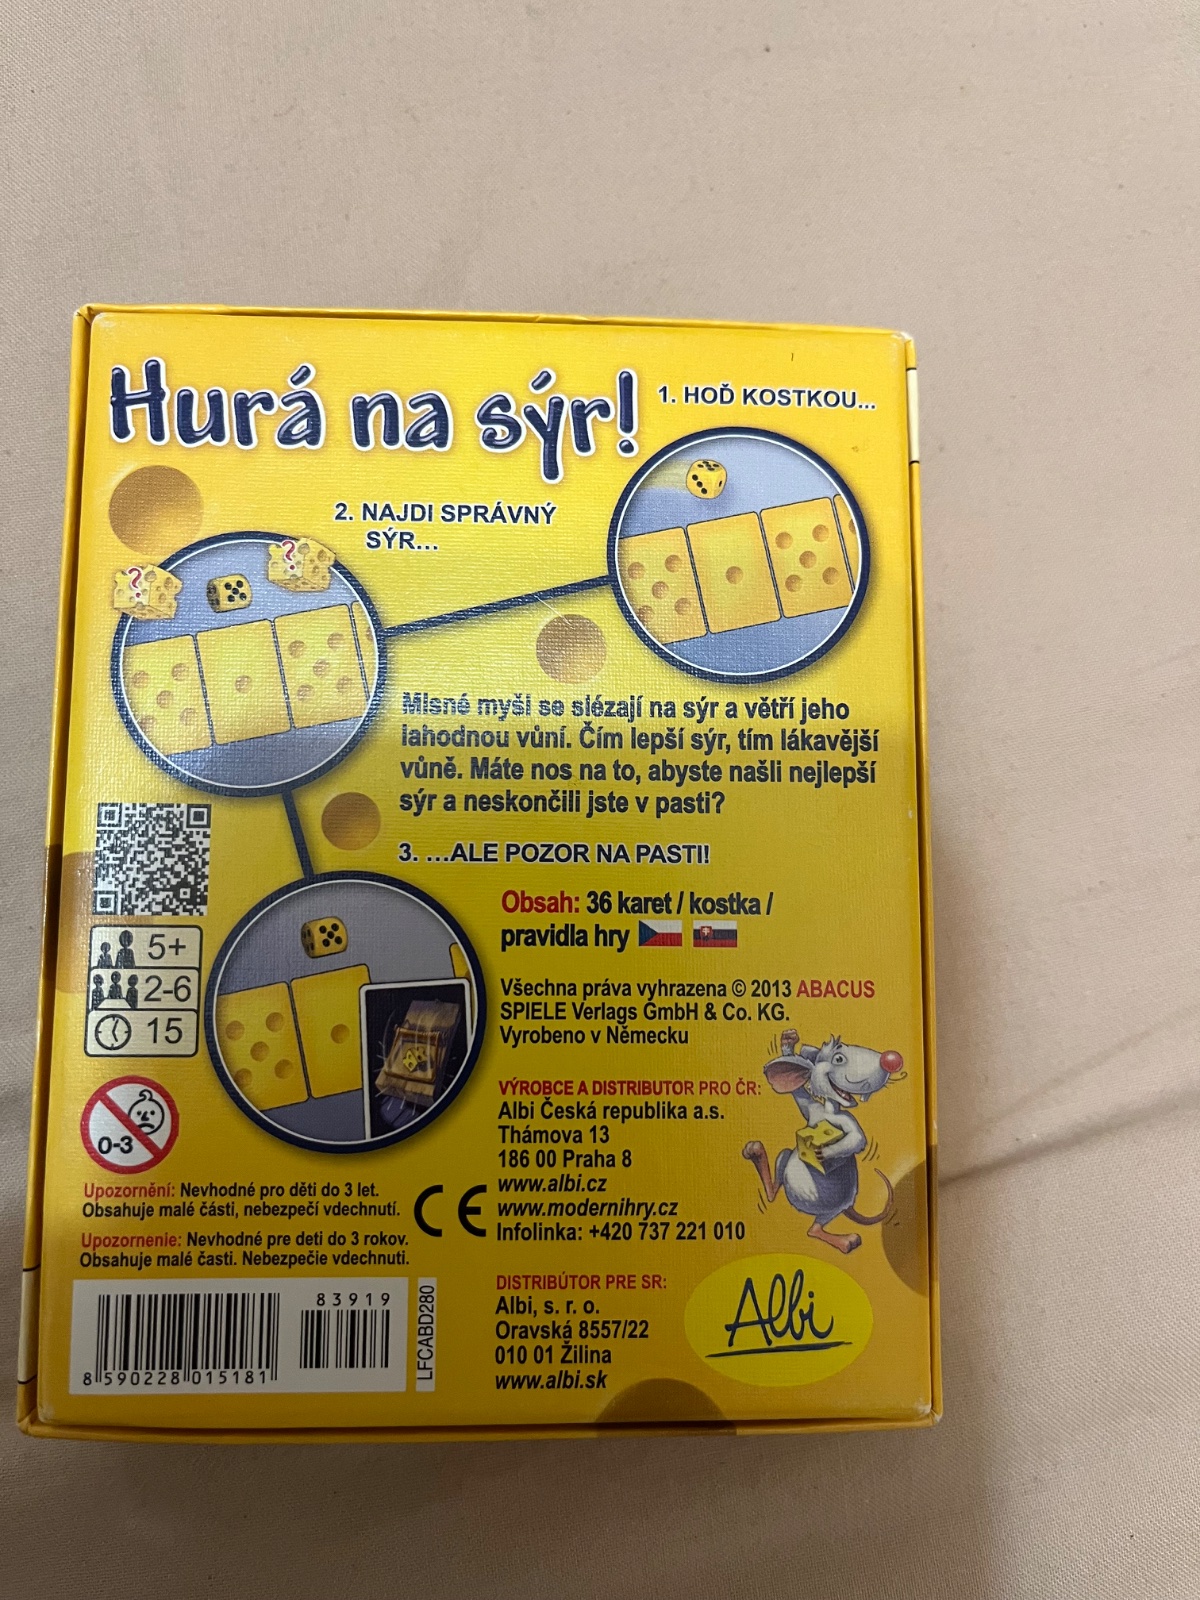 Hurá na sýr!
1. HOĎ KOSTKOU...
2. NAJDI SPRÁVNÝ
SÝR...
?
?
Mlsné myši se slézají na sýr a větří jeho
lahodnou vůní. Čím lepší sýr, tím lákavější
vůně. Máte nos na to, abyste našli nejlepší
sýr a neskončili jste v pasti?
3. ...ALE POZOR NA PASTI!
Obsah: 36 karet / kostka /
pravidla hry
5+
2-6
15
Všechna práva vyhrazena © 2013 ABACUS
SPIELE Verlags GmbH & Co. KG.
Vyrobeno v Německu
VÝROBCE A DISTRIBUTOR PRO ČR:
Albi Česká republika a.s.
Thámova 13
186 00 Praha 8
www.albi.cz
www.modernihry.cz
Infolinka: +420 737 221 010
0-3
Upozornění: Nevhodné pro děti do 3 let.
Obsahuje malé části, nebezpečí vdechnutí.
Upozornenie: Nevhodné pre deti do 3 rokov.
Obsahuje malé časti. Nebezpečie vdechnuti.
CE
DISTRIBÚTOR PRE SR:
Albi, s. r. o.
Oravská 8557/22
010 01 Žilina
www.albi.sk
Albi
83919
8 590228 015181
LFCABD280